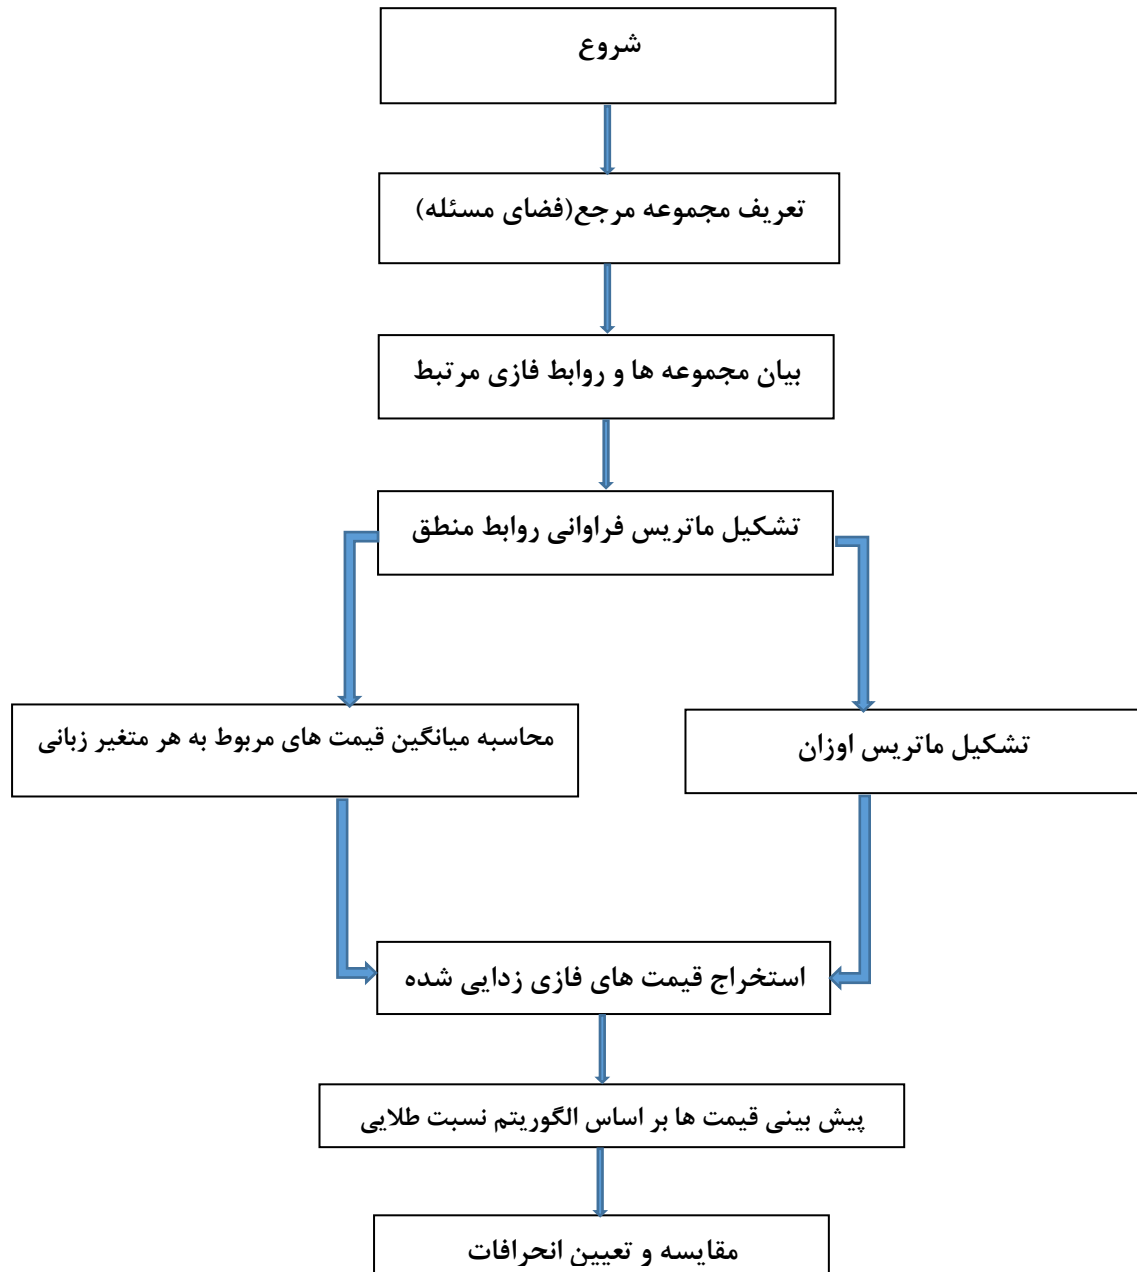 شروع
تعریف مجموعه مرجع(فضای مسئله)
بیان مجموعه ها و روابط فازی مرتبط
تشکیل ماتریس فراوانی روابط منطق
تشکیل ماتریس اوزان
محاسبه میانگین قیمت های مربوط به هر متغیر زبانی
استخراج قیمت های فازی زدایی شده
پیش بینی قیمت ها بر اساس الگوریتم نسبت طلایی
مقایسه و تعیین انحرافات